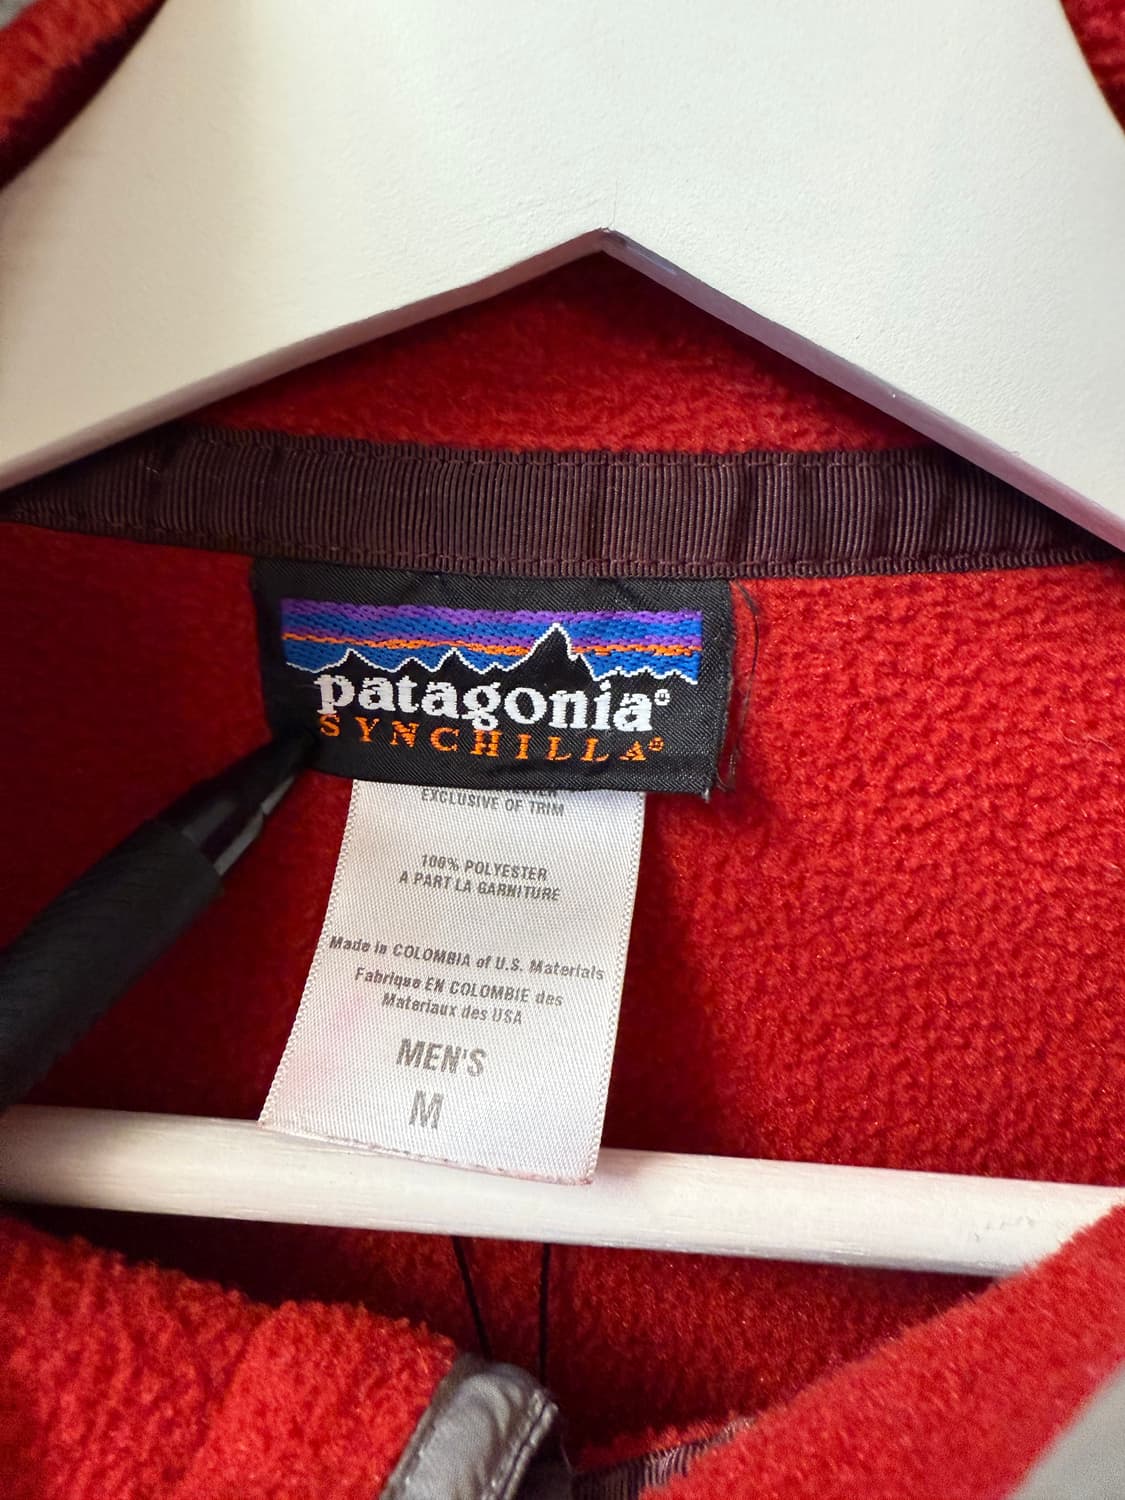 patagonia®
SYNCHILLA®
EXCLUSIVE OF TRIM
100% POLYESTER
A PART LA GARNITURE
Made in COLOMBIA of U.S. Materials
Fabrique EN COLOMBIE des
Materiaux des USA
MEN'S
M